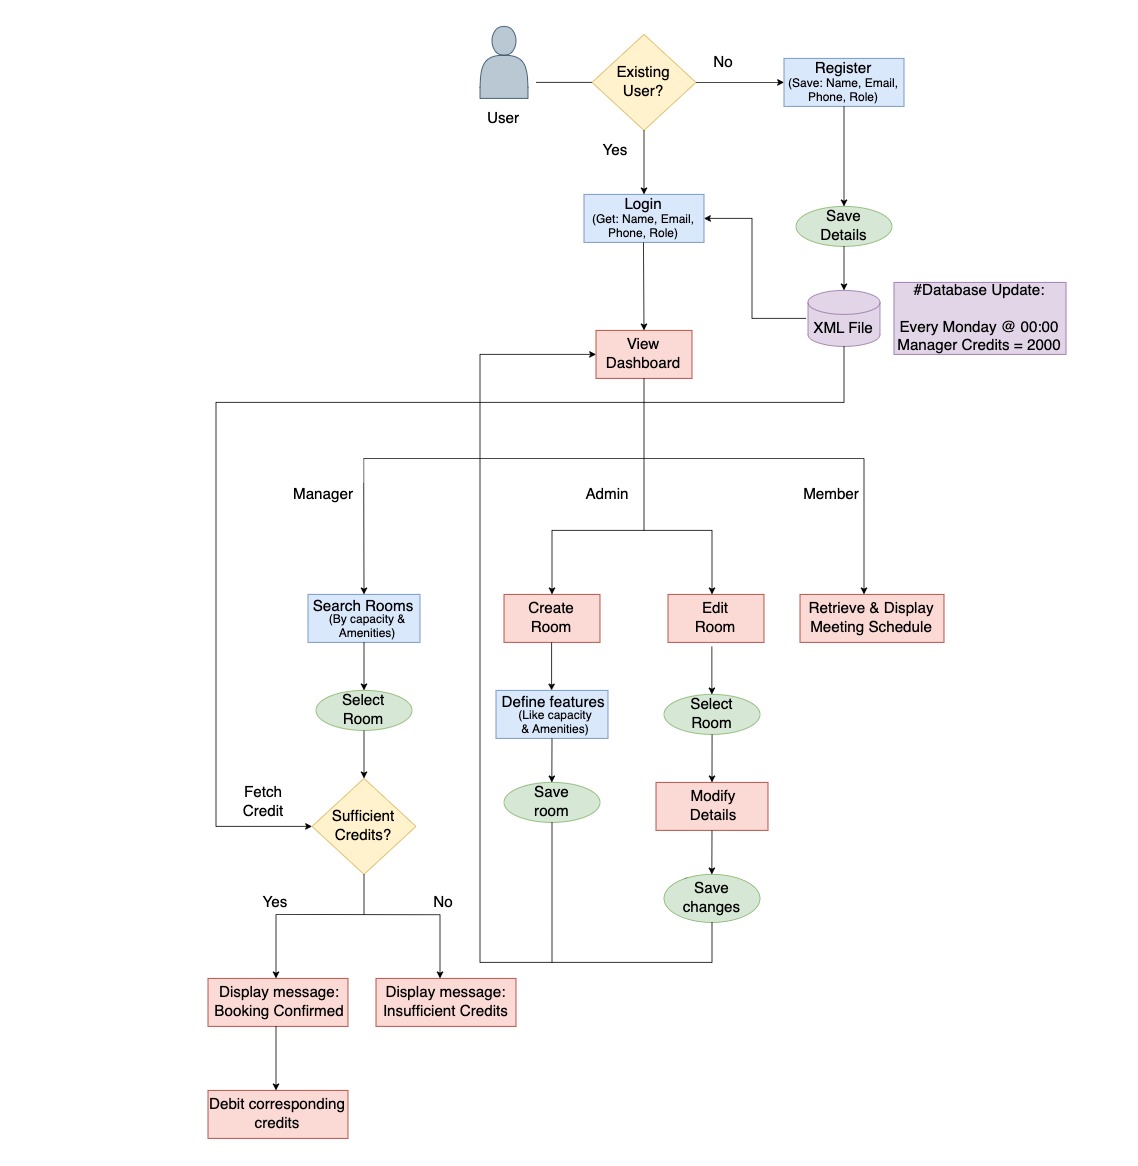 User
Existing
User?
No
Register
(Save: Name, Email,
Phone, Role)
Yes
Login
(Get: Name, Email,
Phone, Role)
Save
Details
XML File
#Database Update:
Every Monday @ 00:00
Manager Credits = 2000
View
Dashboard
Manager
Admin
Member
Search Rooms
(By capacity &
Amenities)
Create
Room
Edit
Room
Retrieve & Display
Meeting Schedule
Select
Room
Define features
(Like capacity
& Amenities)
Select
Room
Fetch
Credit
Sufficient
Credits?
Save
room
Modify
Details
Save
changes
Yes
No
Display message:
Booking Confirmed
Display message:
Insufficient Credits
Debit corresponding
credits